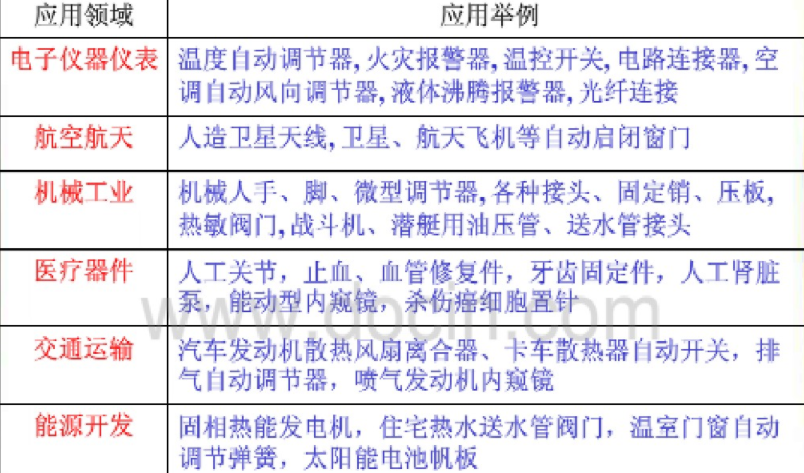 应用领域 应用举例
电子仪器仪表 温度自动调节器,火灾报警器,温控开关,电路连接器,空
调自动风向调节器,液体沸腾报警器,光纤连接
航空航天 人造卫星天线,卫星、航天飞机等自动启闭窗门
机械工业 机械人手、脚、微型调节器,各种接头、固定销、压板,
热敏阀门,战斗机、潜艇用油压管、送水管接头
医疗器件 人工关节，止血、血管修复件，牙齿固定件，人工肾脏
泵，能动型内窥镜，杀伤癌细胞置针
www.docin.com
交通运输 汽车发动机散热风扇离合器、卡车散热器自动开关，排
气自动调节器，喷气发动机内窥镜
能源开发 固相热能发电机，住宅热水送水管阀门，温室门窗自动
调节弹簧，太阳能电池帆板